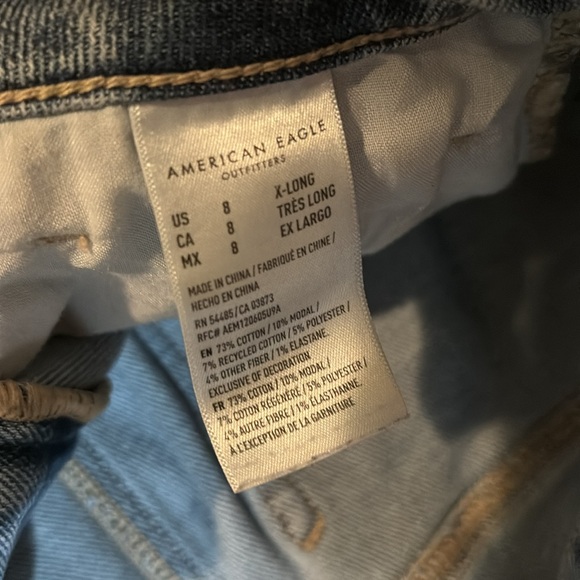 AMERICAN EAGLE
OUTFITTERS
US 8 X-LONG
CA 8 TRÈS LONG
MX 8 EX LARGO
MADE IN CHINA / FABRIQUÉ EN CHINE /
HECHO EN CHINA
RN 54485 / CA 03873
RFC# AEM120605U9A
EN 73% COTTON / 10% MODAL /
7% RECYCLED COTTON / 5% POLYESTER /
4% OTHER FIBER / 1% ELASTANE.
EXCLUSIVE OF DECORATION
FR 73% COTON / 10% MODAL /
7% COTON RÉGÉNÉRÉ / 5% POLYESTER /
4% AUTRE FIBRE / 1% ÉLASTHANNE.
À L'EXCEPTION DE LA GARNITURE